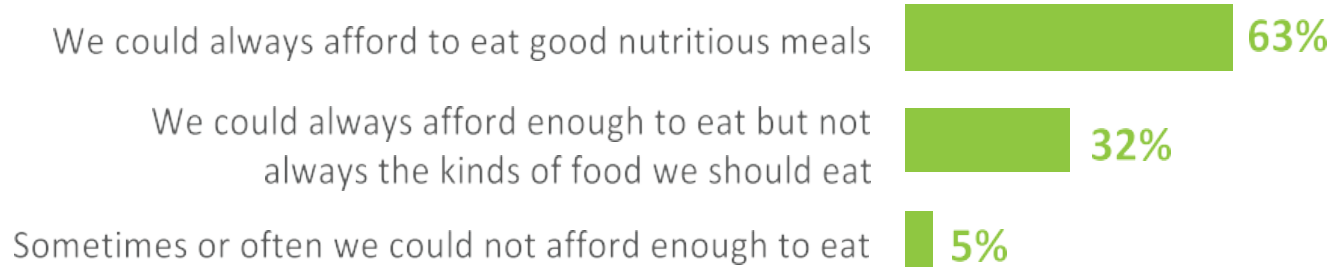 We could always afford to eat good nutritious meals 63%
We could always afford enough to eat but not
always the kinds of food we should eat 32%
Sometimes or often we could not afford enough to eat 5%